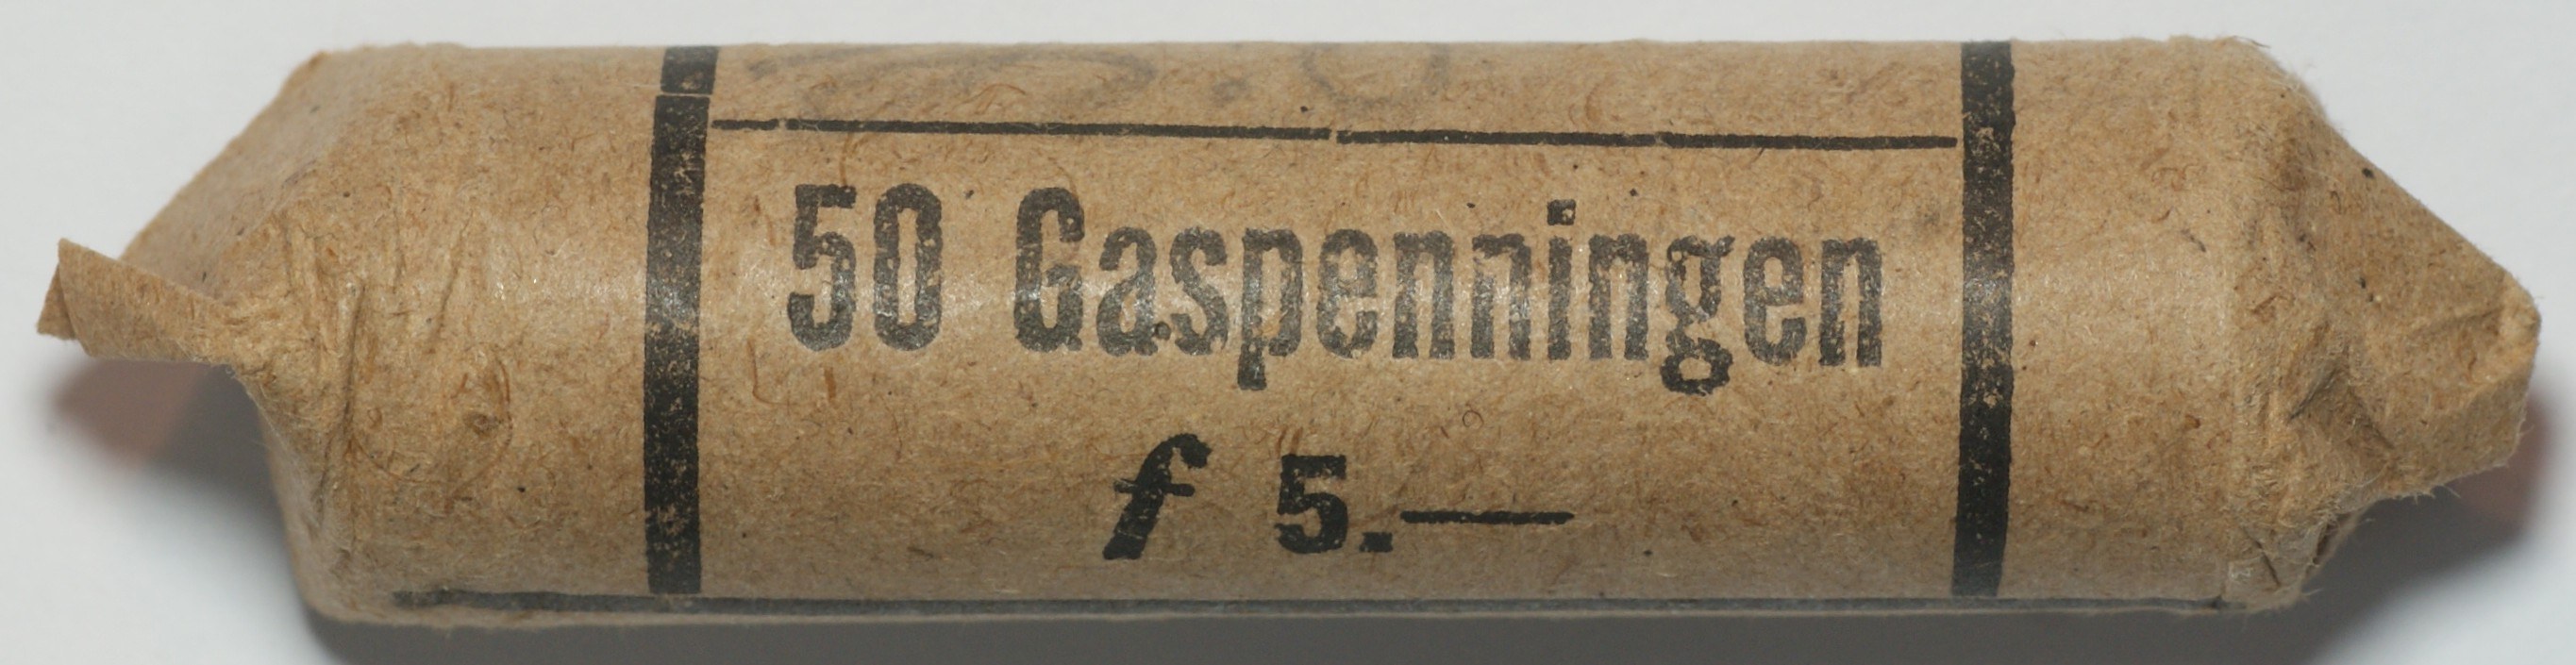 50 Gaspenningen
f 5.—